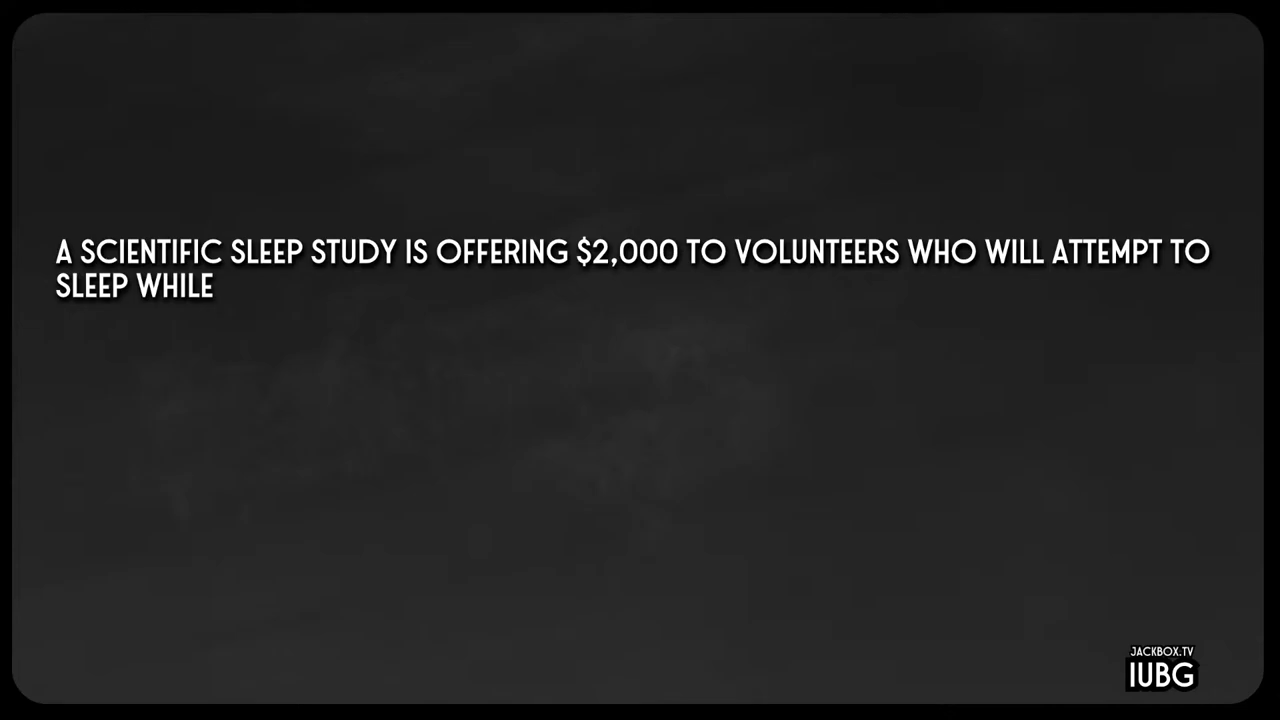 A SCIENTIFIC SLEEP STUDY IS OFFERING $2,000 TO VOLUNTEERS WHO WILL ATTEMPT TO
SLEEP WHILE
JACKBOX.TV
IUBG